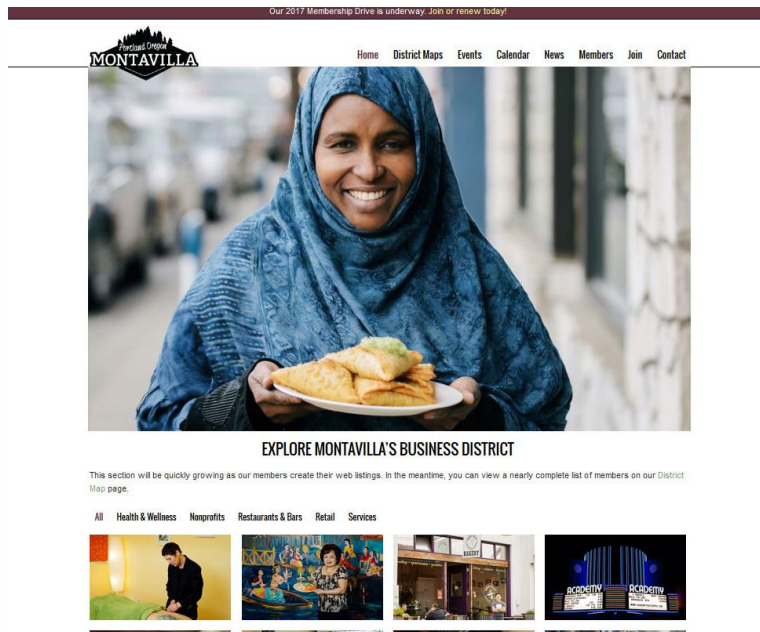 Our 2017 Membership Drive is underway. Join or renew today!
Portland Oregon
MONTAVILLA
Home District Maps Events Calendar News Members Join Contact
EXPLORE MONTAVILLA'S BUSINESS DISTRICT
This section will be quickly growing as our members create their web listings. In the meantime, you can view a nearly complete list of members on our District
Map page.
All Health & Wellness Nonprofits Restaurants & Bars Retail Services
BAKERY
ACADEMY ACADEMY